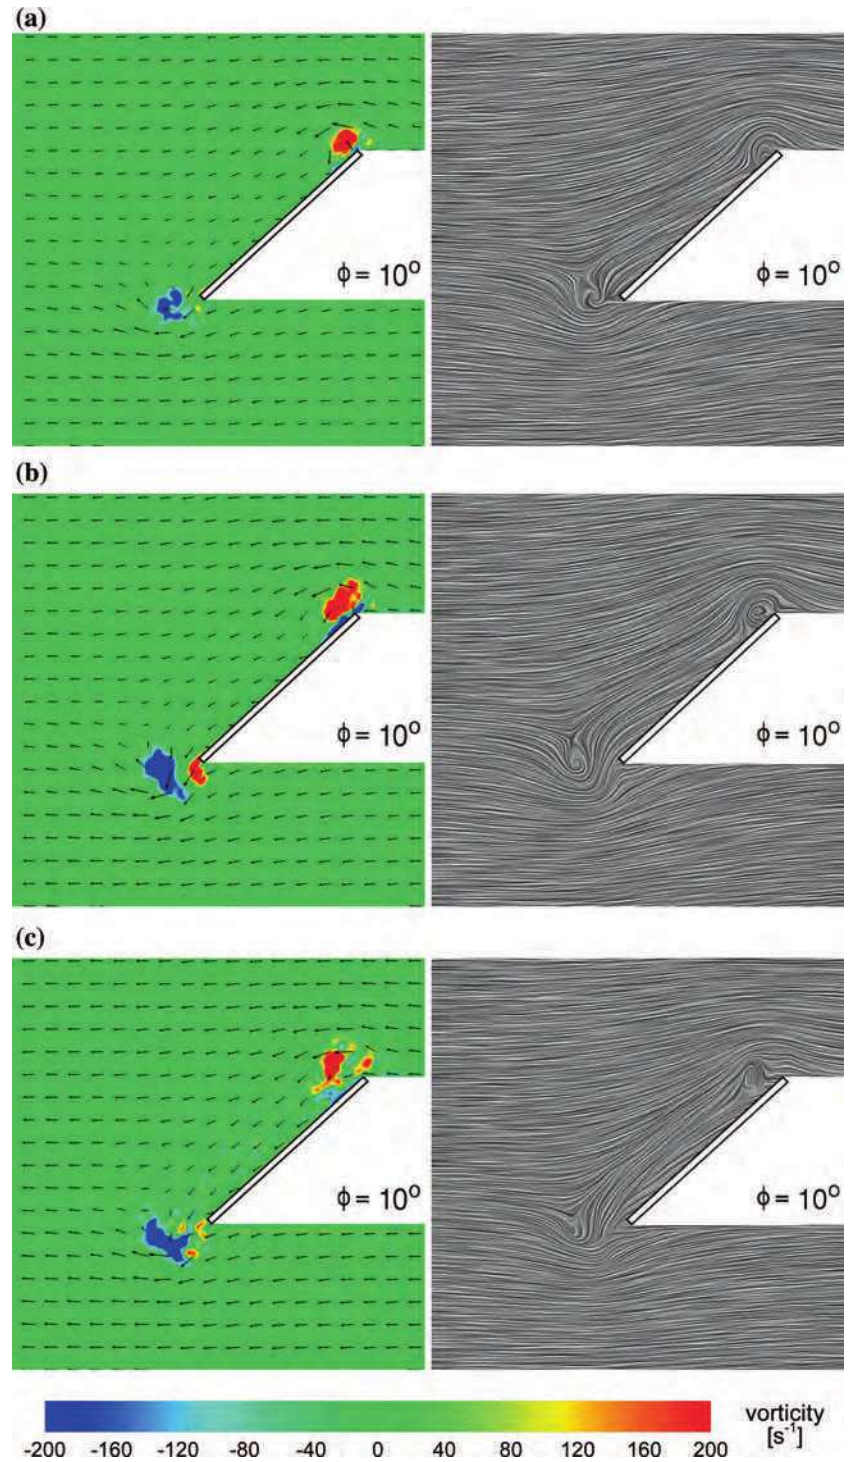 (a)
ϕ = 10°
ϕ = 10°
(b)
ϕ = 10°
ϕ = 10°
(c)
ϕ = 10°
ϕ = 10°
-200 -160 -120 -80 -40 0 40 80 120 160 200
vorticity
[s⁻¹]